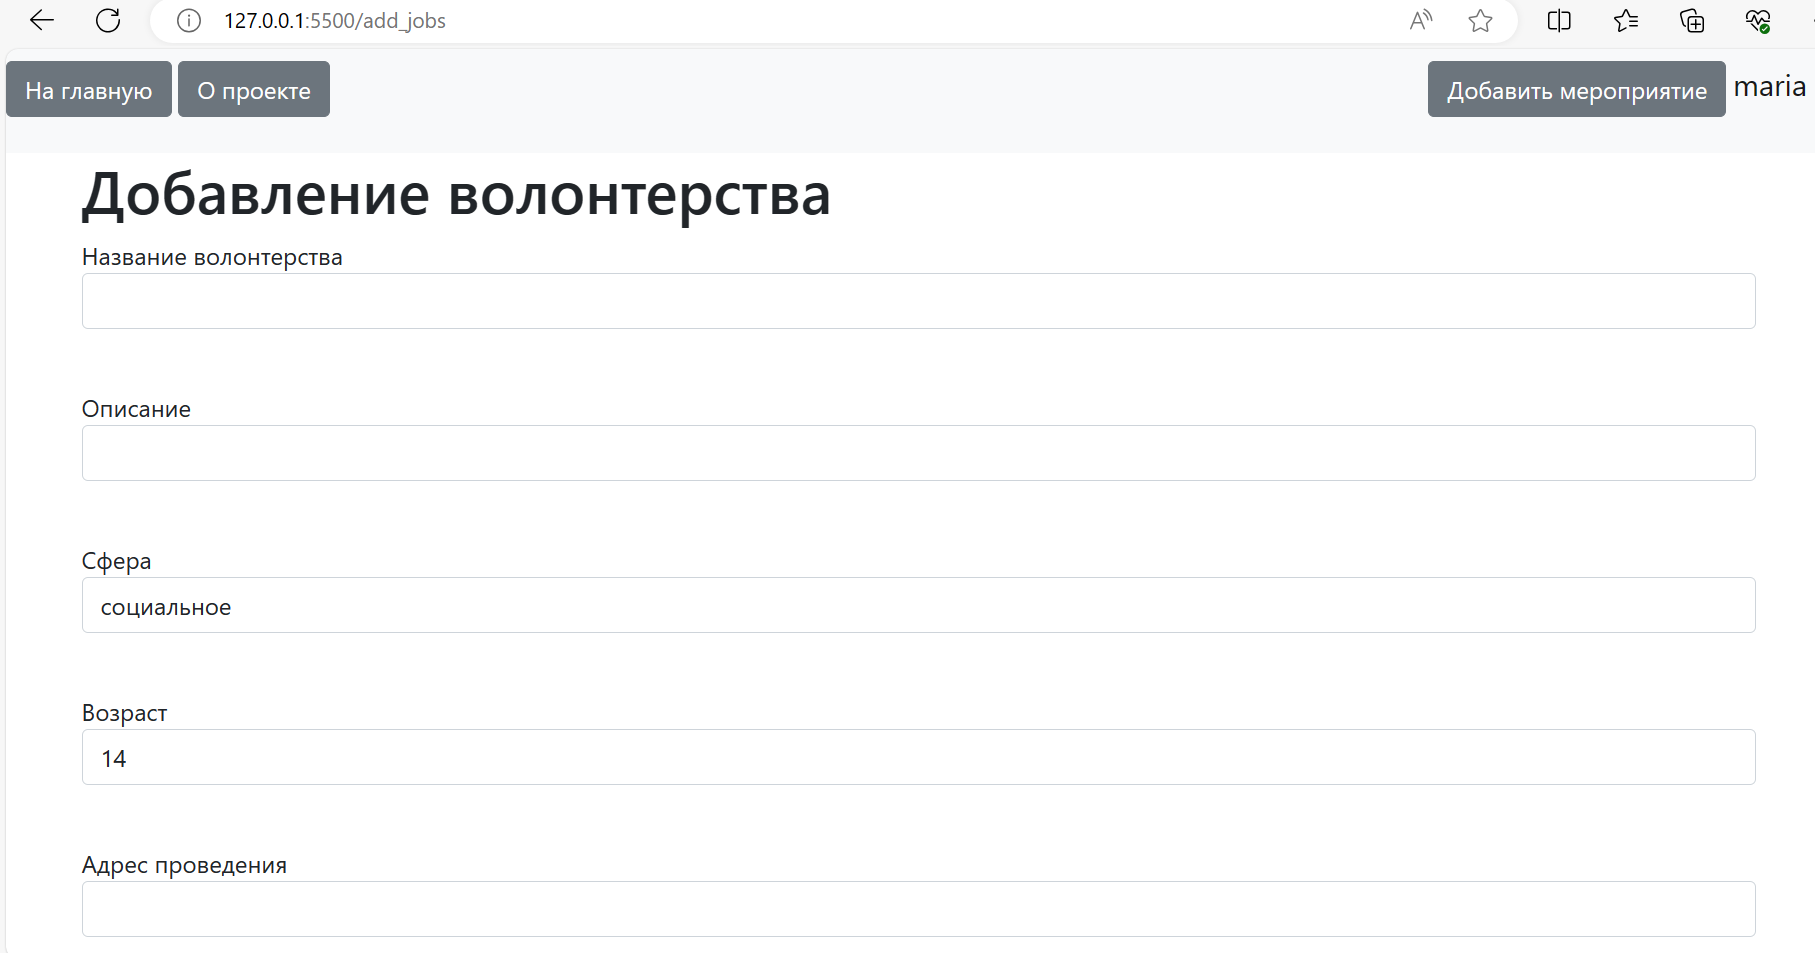 127.0.0.1:5500/add_jobs
На главную
О проекте
Добавить мероприятие
maria
Добавление волонтерства
Название волонтерства
Описание
Сфера
социальное
Возраст
14
Адрес проведения